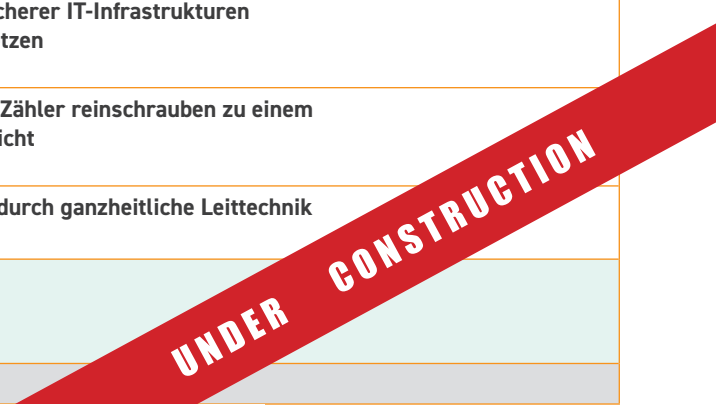 cherer IT-Infrastrukturen
tzen
Zähler reinschrauben zu einem
icht
durch ganzheitliche Leittechnik
UNDER CONSTRUCTION